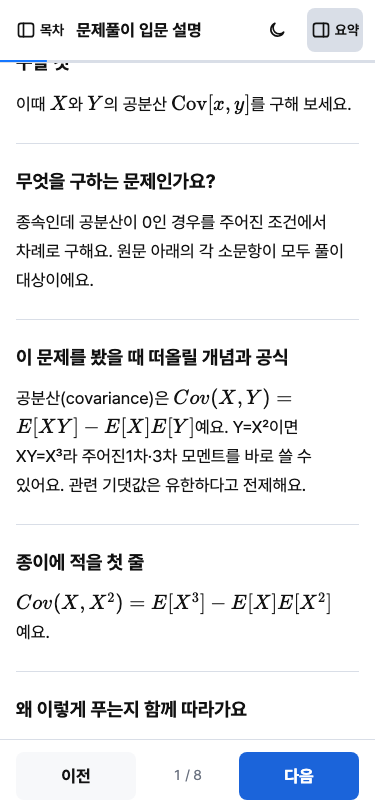 목차 문제풀이 입문 설명 요약
구할 것
이때 X와 Y의 공분산 Cov[x, y]를 구해 보세요.
무엇을 구하는 문제인가요?
종속인데 공분산이 0인 경우를 주어진 조건에서
차례로 구해요. 원문 아래의 각 소문항이 모두 풀이
대상이에요.
이 문제를 봤을 때 떠올릴 개념과 공식
공분산(covariance)은 Cov(X, Y) =
E[XY] − E[X]E[Y]예요. Y=X²이면
XY=X³라 주어진1차·3차 모멘트를 바로 쓸 수
있어요. 관련 기댓값은 유한하다고 전제해요.
종이에 적을 첫 줄
Cov(X, X²) = E[X³] − E[X]E[X²]
예요.
왜 이렇게 푸는지 함께 따라가요
이전 1 / 8 다음